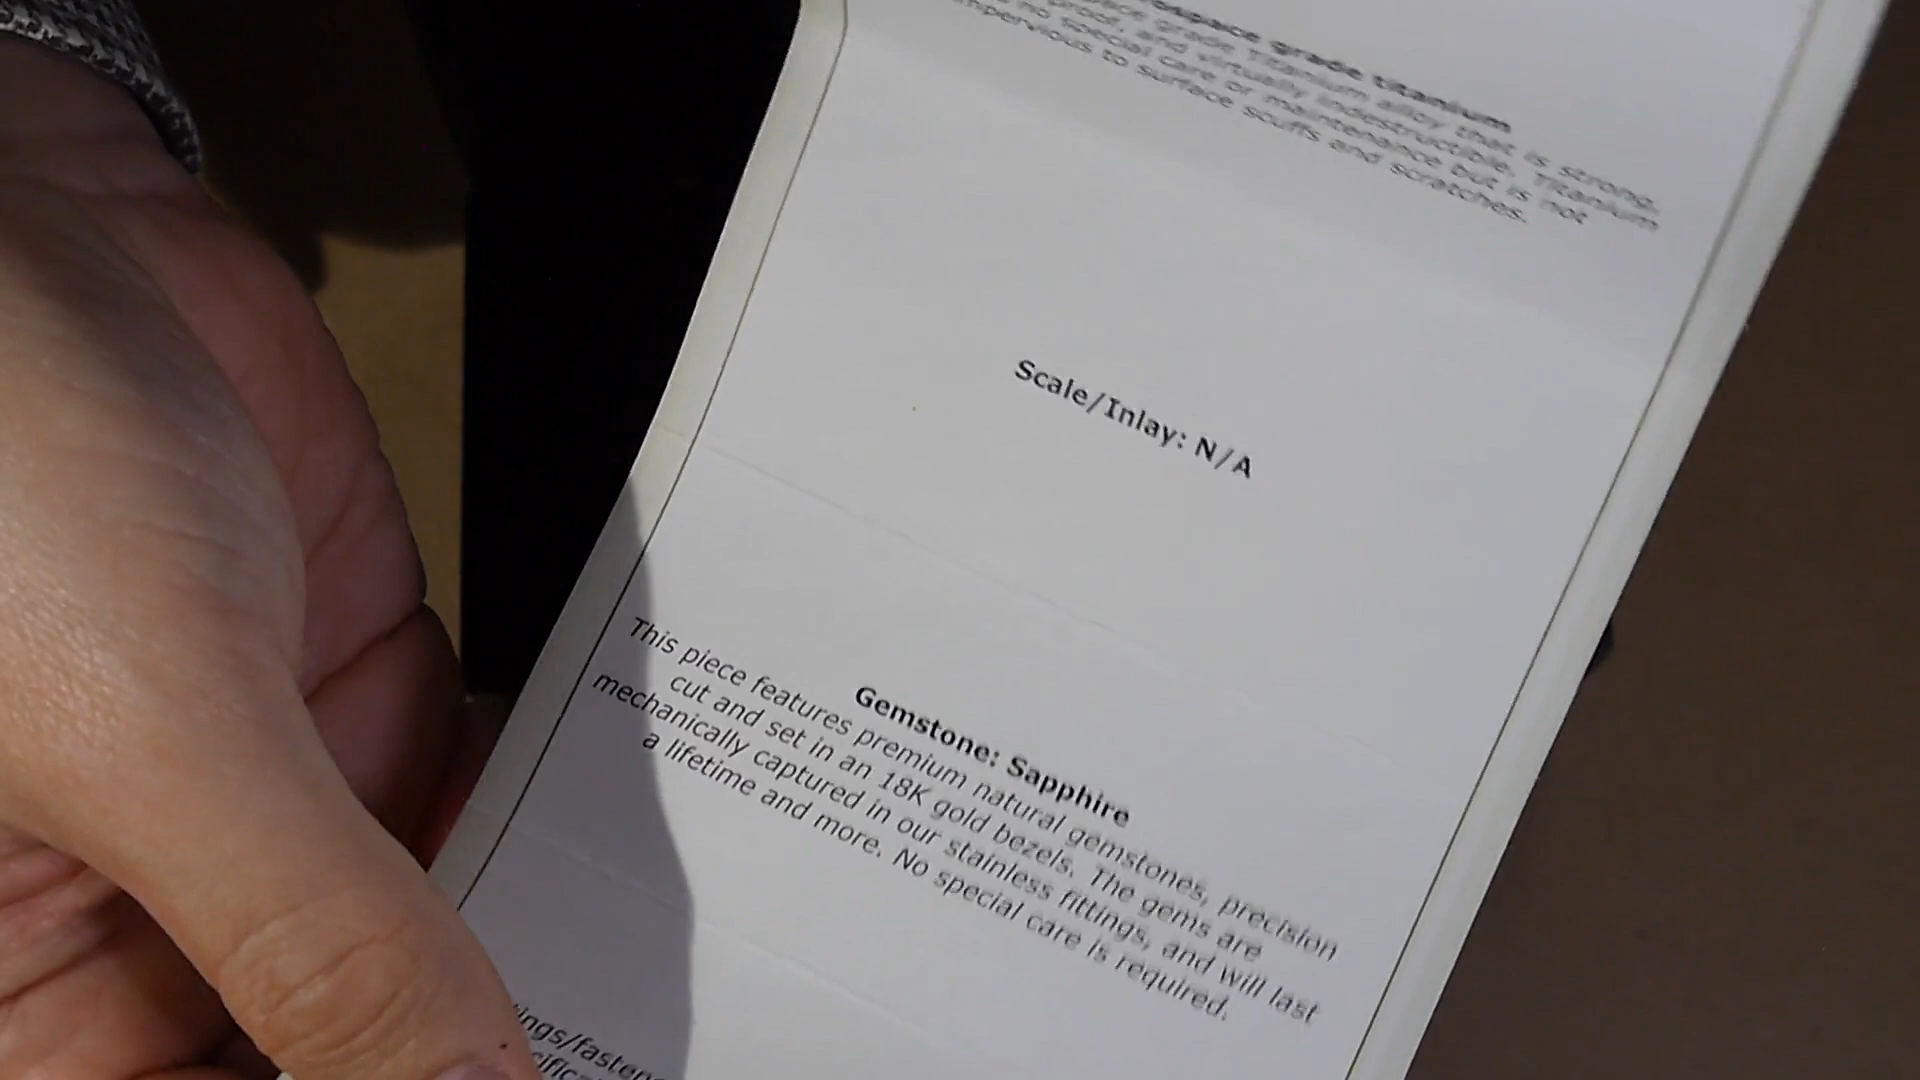 grade titanium
grade Titanium alloy that is strong,
proof, and virtually indestructible. Titanium
no special care or maintenance but is not
impervious to surface scuffs and scratches.
Scale/Inlay: N/A
Gemstone: Sapphire
This piece features premium natural gemstones, precision
cut and set in an 18K gold bezels. The gems are
mechanically captured in our stainless fittings, and will last
a lifetime and more. No special care is required.